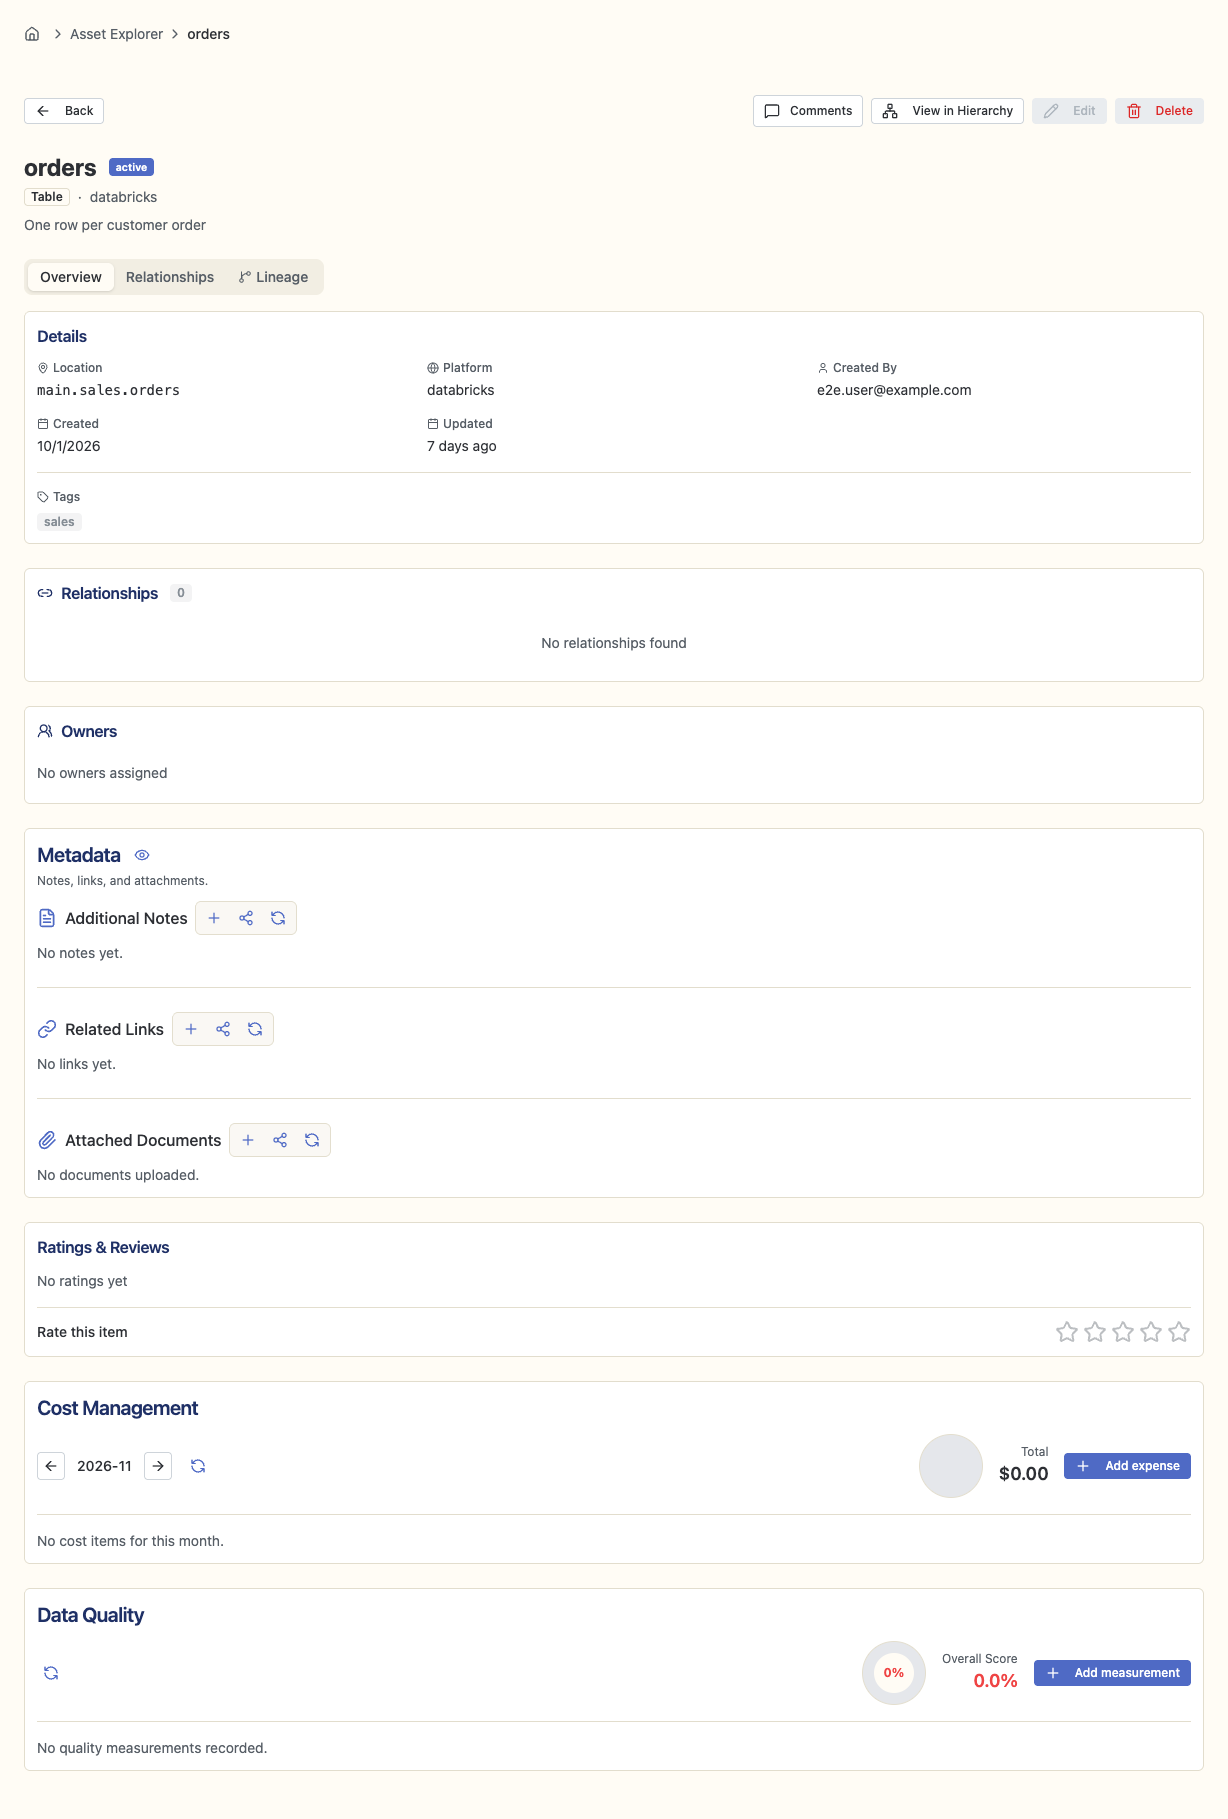 Asset Explorer
orders
Back
Comments
View in Hierarchy
Edit
Delete
orders
active
Table · databricks
One row per customer order
Overview
Relationships
Lineage
Details
Location
Platform
Created By
main.sales.orders
databricks
e2e.user@example.com
Created
Updated
10/1/2026
7 days ago
Tags
sales
Relationships 0
No relationships found
Owners
No owners assigned
Metadata
Notes, links, and attachments.
Additional Notes
No notes yet.
Related Links
No links yet.
Attached Documents
No documents uploaded.
Ratings & Reviews
No ratings yet
Rate this item
Cost Management
2026-11
Total
$0.00
Add expense
No cost items for this month.
Data Quality
0%
Overall Score
0.0%
Add measurement
No quality measurements recorded.